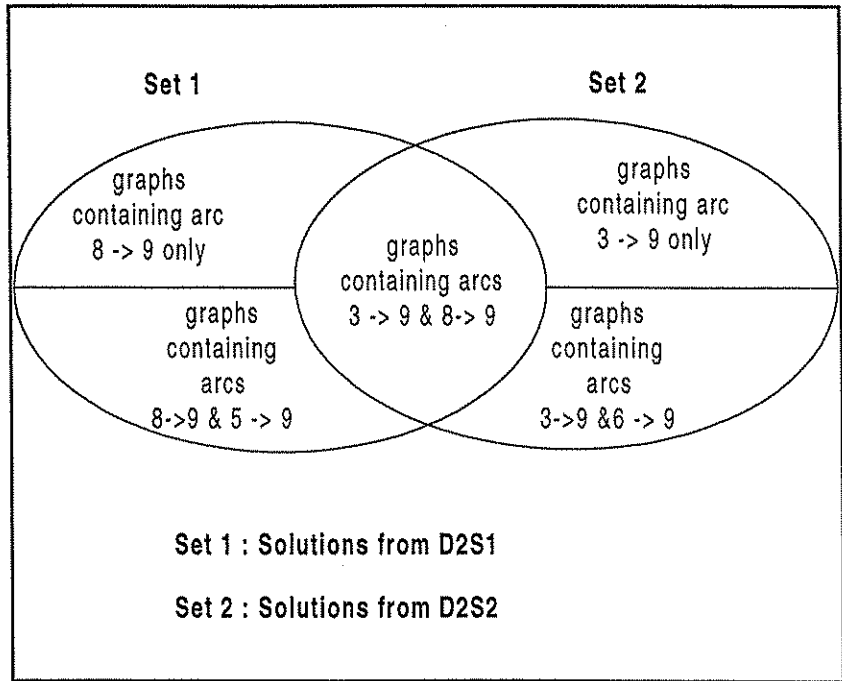 Set 1
Set 2
graphs
containing arc
8 -> 9 only
graphs
containing arcs
3 -> 9 & 8-> 9
graphs
containing arc
3 -> 9 only
graphs
containing
arcs
8->9 & 5 -> 9
graphs
containing
arcs
3->9 &6 -> 9
Set 1 : Solutions from D2S1
Set 2 : Solutions from D2S2